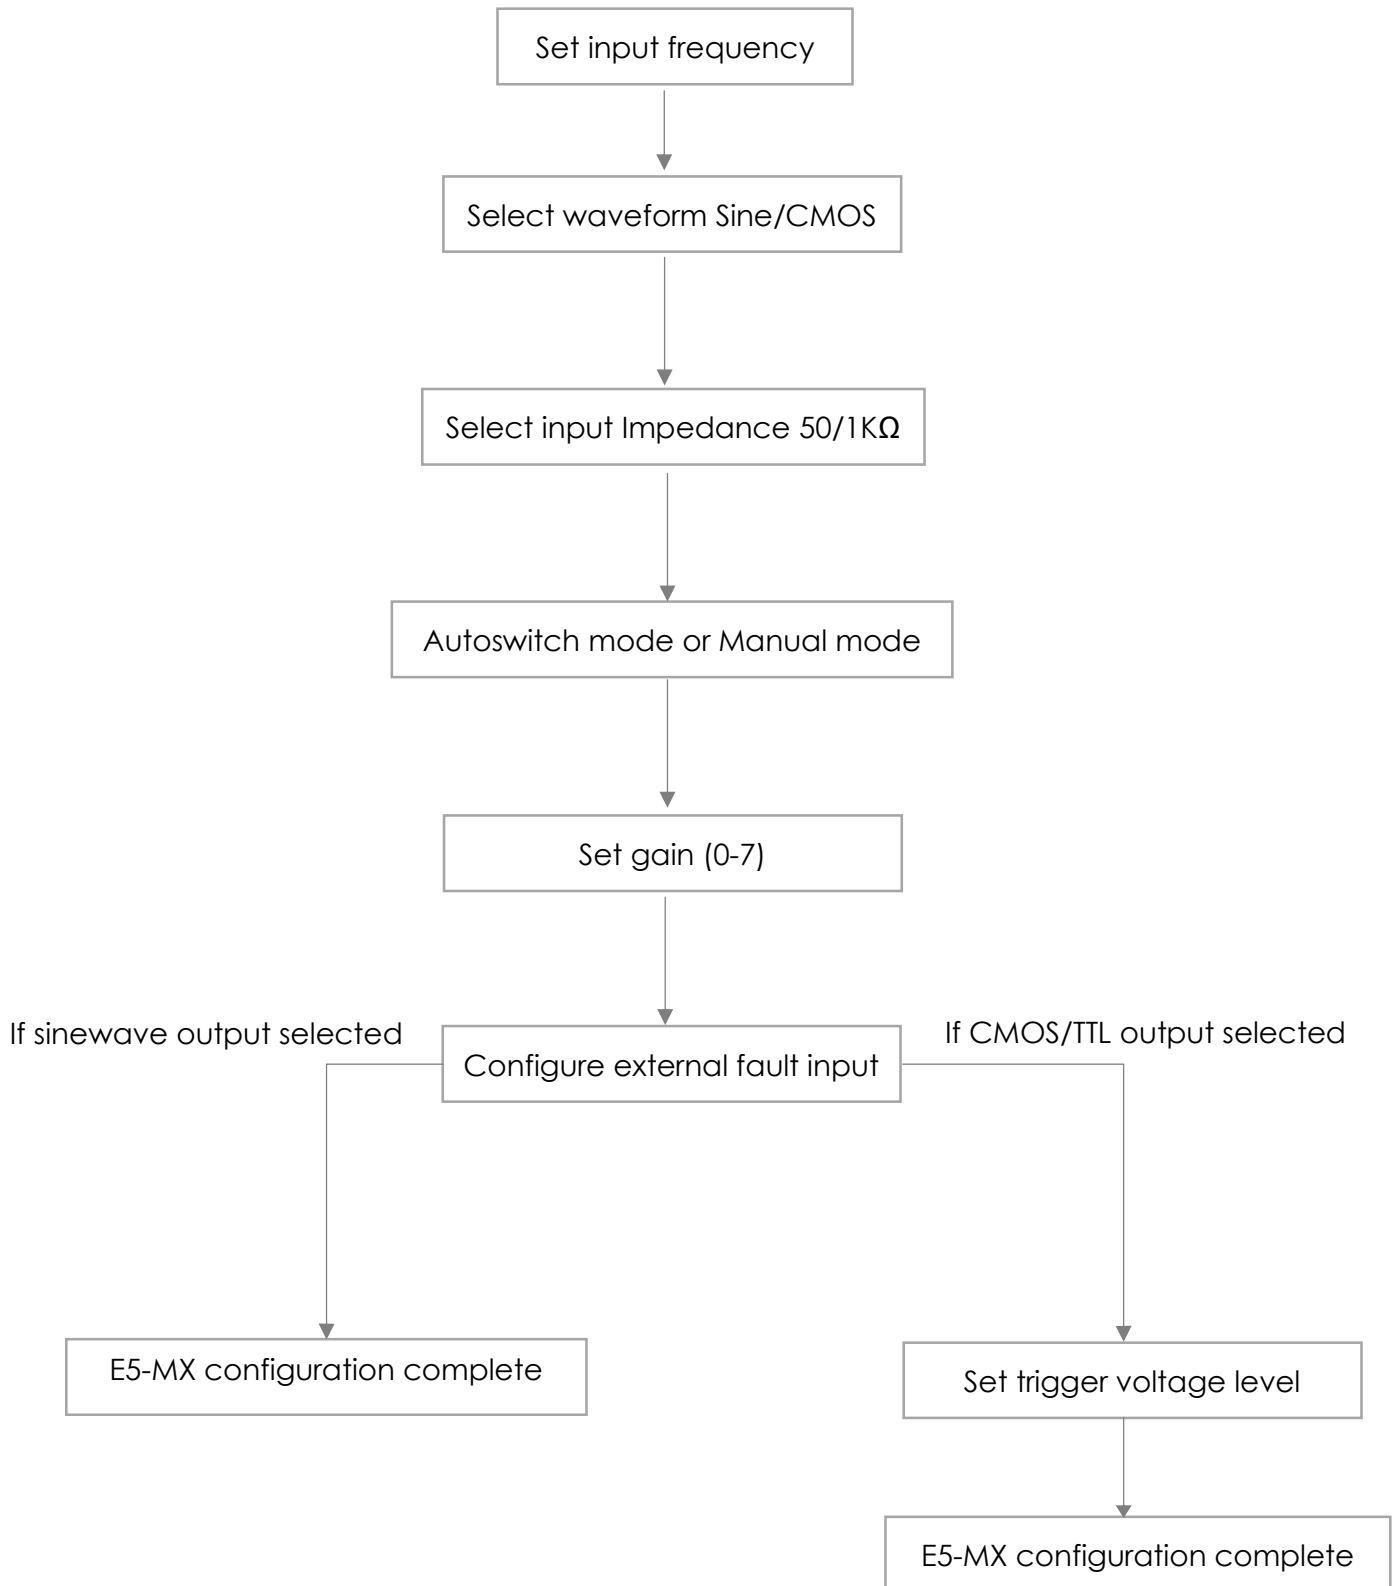 Set input frequency
Select waveform Sine/CMOS
Select input Impedance 50/1KΩ
Autoswitch mode or Manual mode
Set gain (0-7)
If sinewave output selected
If CMOS/TTL output selected
Configure external fault input
E5-MX configuration complete
Set trigger voltage level
E5-MX configuration complete